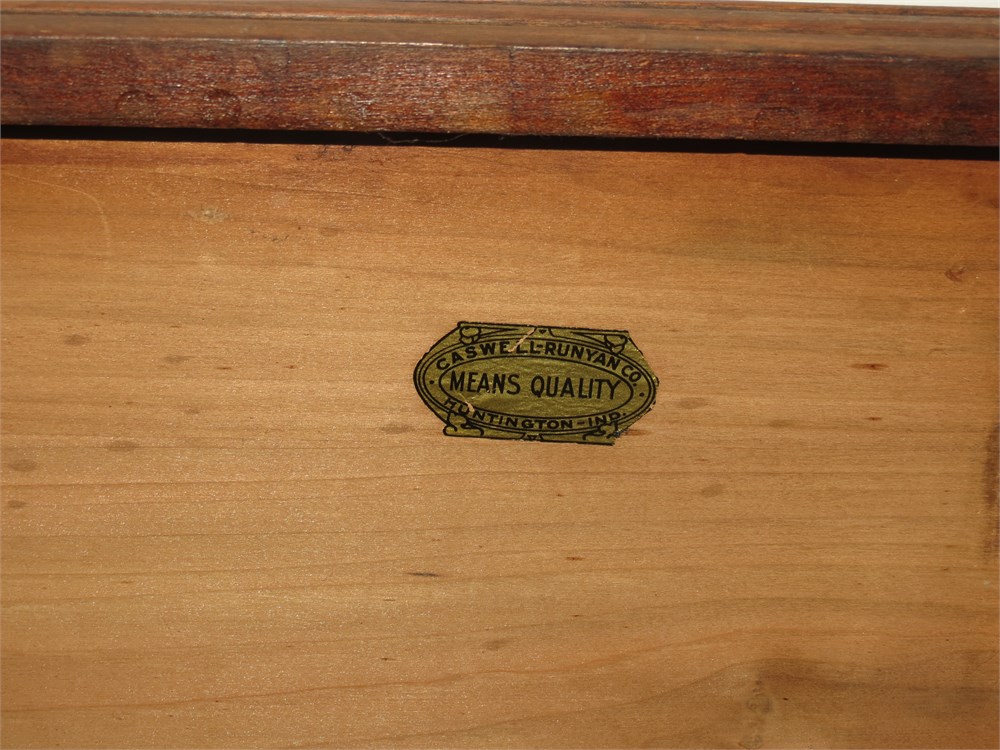 CASWELL-RUNYAN CO.
MEANS QUALITY
HUNTINGTON-IND.